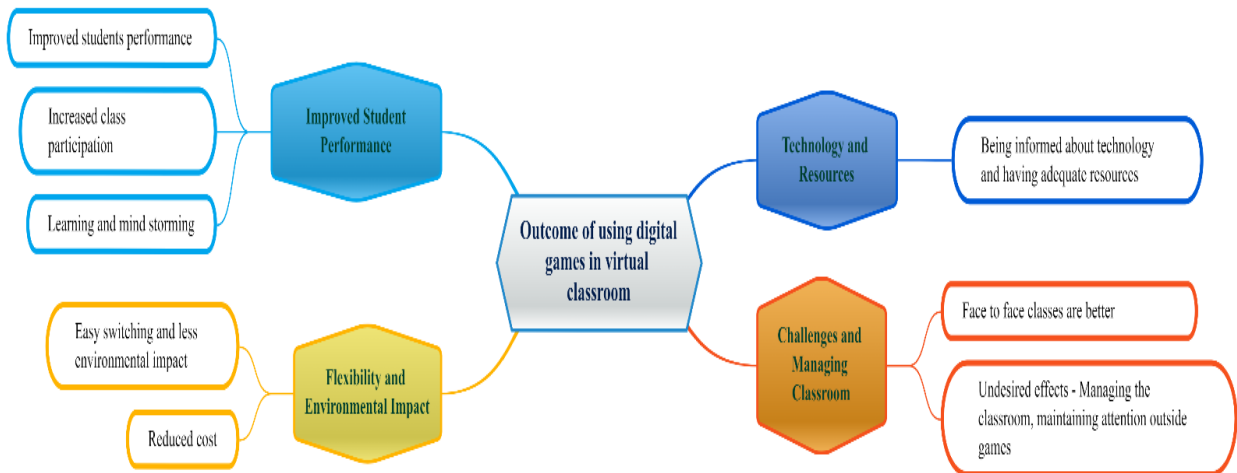 Improved students performance
Increased class
participation
Learning and mind storming
Improved Student
Performance
Easy switching and less
environmental impact
Reduced cost
Flexibility and
Environmental Impact
Outcome of using digital
games in virtual
classroom
Technology and
Resources
Being informed about technology
and having adequate resources
Challenges and
Managing
Classroom
Face to face classes are better
Undesired effects - Managing the
classroom, maintaining attention outside
games